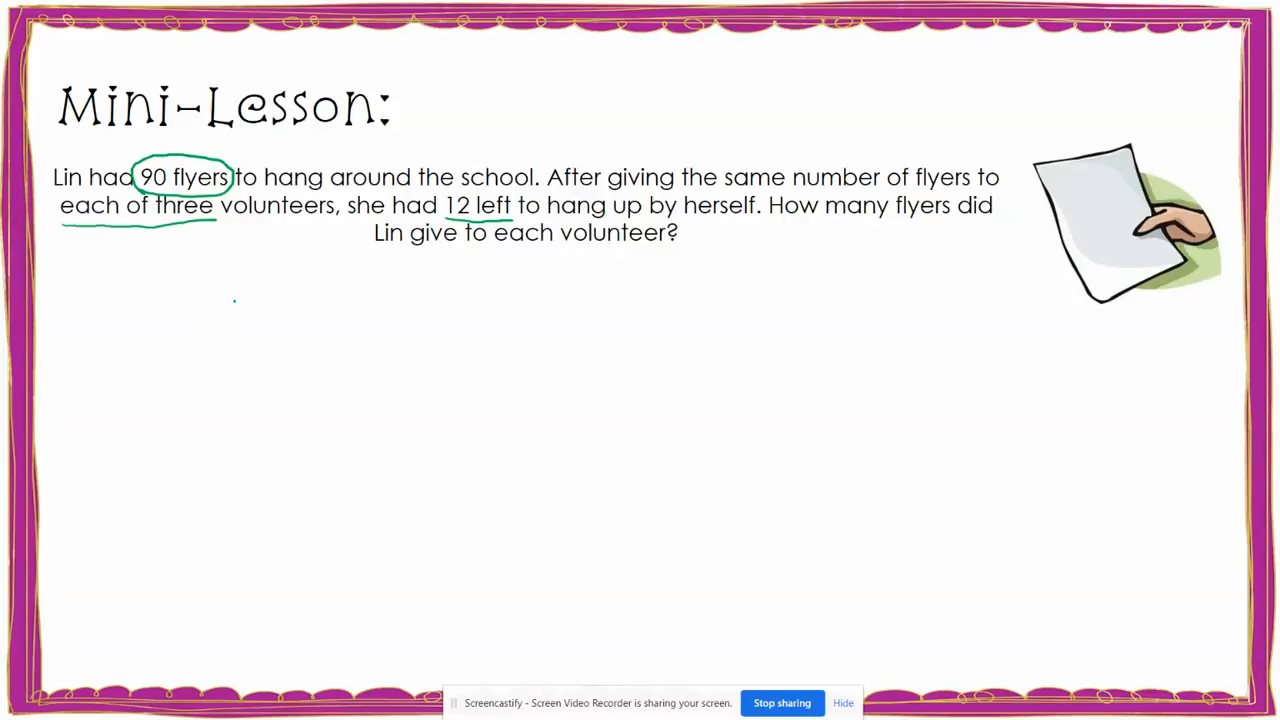 Mini-Lesson:
Lin had 90 flyers to hang around the school. After giving the same number of flyers to
each of three volunteers, she had 12 left to hang up by herself. How many flyers did
Lin give to each volunteer?
Screencastify - Screen Video Recorder is sharing your screen. Stop sharing Hide